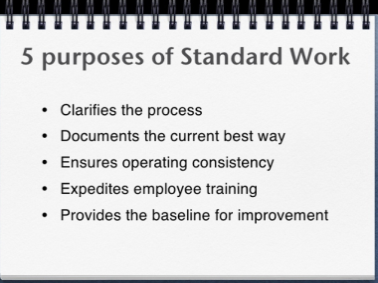 5 purposes of Standard Work
• Clarifies the process
• Documents the current best way
• Ensures operating consistency
• Expedites employee training
• Provides the baseline for improvement